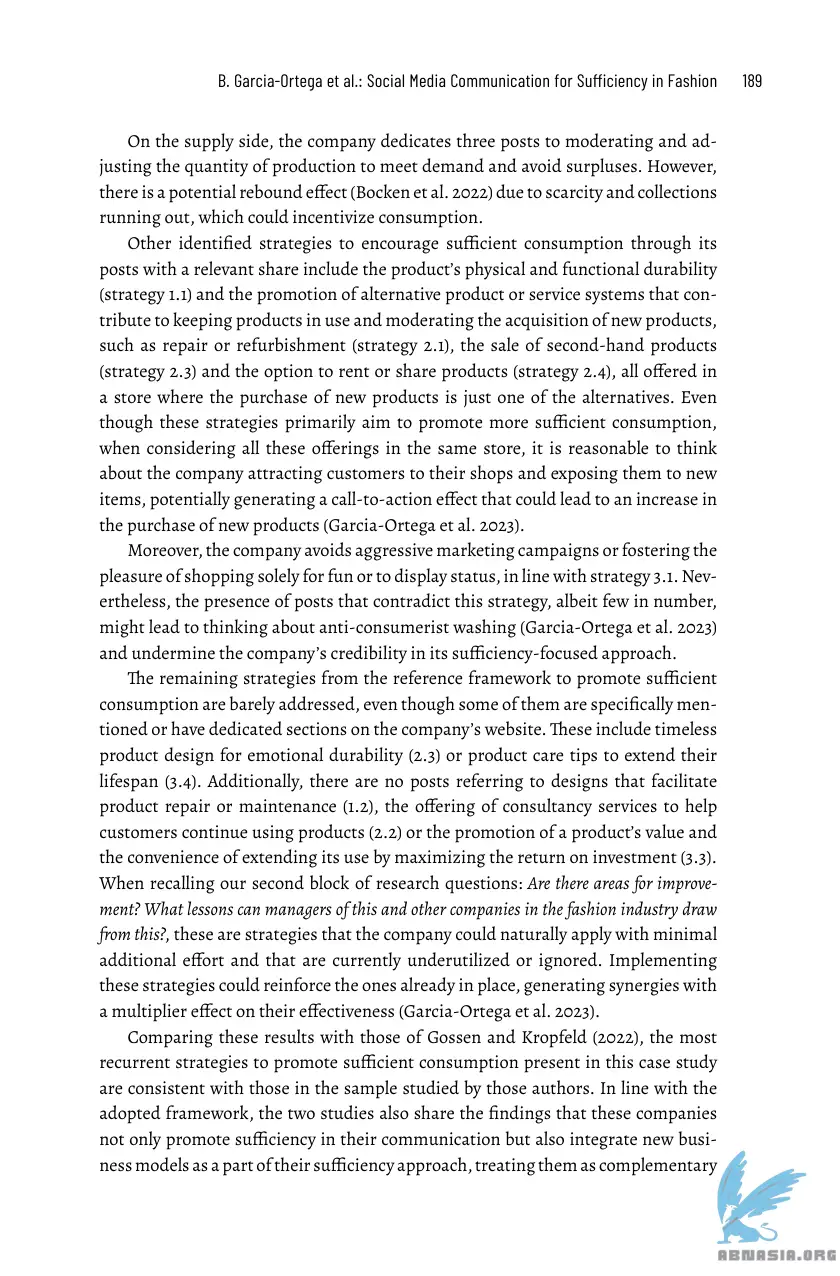 B. Garcia-Ortega et al.: Social Media Communication for Sufficiency in Fashion 189
On the supply side, the company dedicates three posts to moderating and ad-
justing the quantity of production to meet demand and avoid surpluses. However,
there is a potential rebound effect (Bocken et al. 2022) due to scarcity and collections
running out, which could incentivize consumption.
Other identified strategies to encourage sufficient consumption through its
posts with a relevant share include the product’s physical and functional durability
(strategy 1.1) and the promotion of alternative product or service systems that con-
tribute to keeping products in use and moderating the acquisition of new products,
such as repair or refurbishment (strategy 2.1), the sale of second-hand products
(strategy 2.3) and the option to rent or share products (strategy 2.4), all offered in
a store where the purchase of new products is just one of the alternatives. Even
though these strategies primarily aim to promote more sufficient consumption,
when considering all these offerings in the same store, it is reasonable to think
about the company attracting customers to their shops and exposing them to new
items, potentially generating a call-to-action effect that could lead to an increase in
the purchase of new products (Garcia-Ortega et al. 2023).
Moreover, the company avoids aggressive marketing campaigns or fostering the
pleasure of shopping solely for fun or to display status, in line with strategy 3.1. Nev-
ertheless, the presence of posts that contradict this strategy, albeit few in number,
might lead to thinking about anti-consumerist washing (Garcia-Ortega et al. 2023)
and undermine the company’s credibility in its sufficiency-focused approach.
The remaining strategies from the reference framework to promote sufficient
consumption are barely addressed, even though some of them are specifically men-
tioned or have dedicated sections on the company’s website. These include timeless
product design for emotional durability (2.3) or product care tips to extend their
lifespan (3.4). Additionally, there are no posts referring to designs that facilitate
product repair or maintenance (1.2), the offering of consultancy services to help
customers continue using products (2.2) or the promotion of a product’s value and
the convenience of extending its use by maximizing the return on investment (3.3).
When recalling our second block of research questions: Are there areas for improve-
ment? What lessons can managers of this and other companies in the fashion industry draw
from this?, these are strategies that the company could naturally apply with minimal
additional effort and that are currently underutilized or ignored. Implementing
these strategies could reinforce the ones already in place, generating synergies with
a multiplier effect on their effectiveness (Garcia-Ortega et al. 2023).
Comparing these results with those of Gossen and Kropfeld (2022), the most
recurrent strategies to promote sufficient consumption present in this case study
are consistent with those in the sample studied by those authors. In line with the
adopted framework, the two studies also share the findings that these companies
not only promote sufficiency in their communication but also integrate new busi-
ness models as a part of their sufficiency approach, treating them as complementary
ABNASIA.ORG